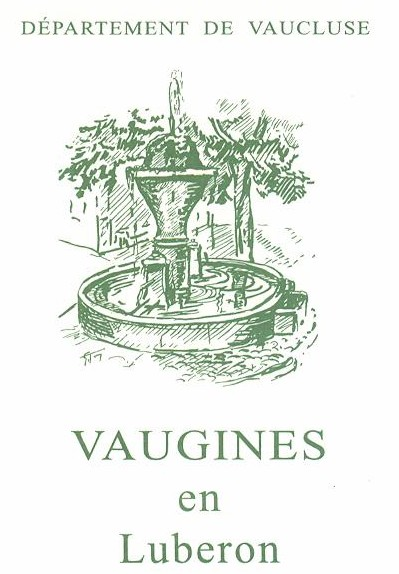 DÉPARTEMENT DE VAUCLUSE
VAUGINES
en
Luberon